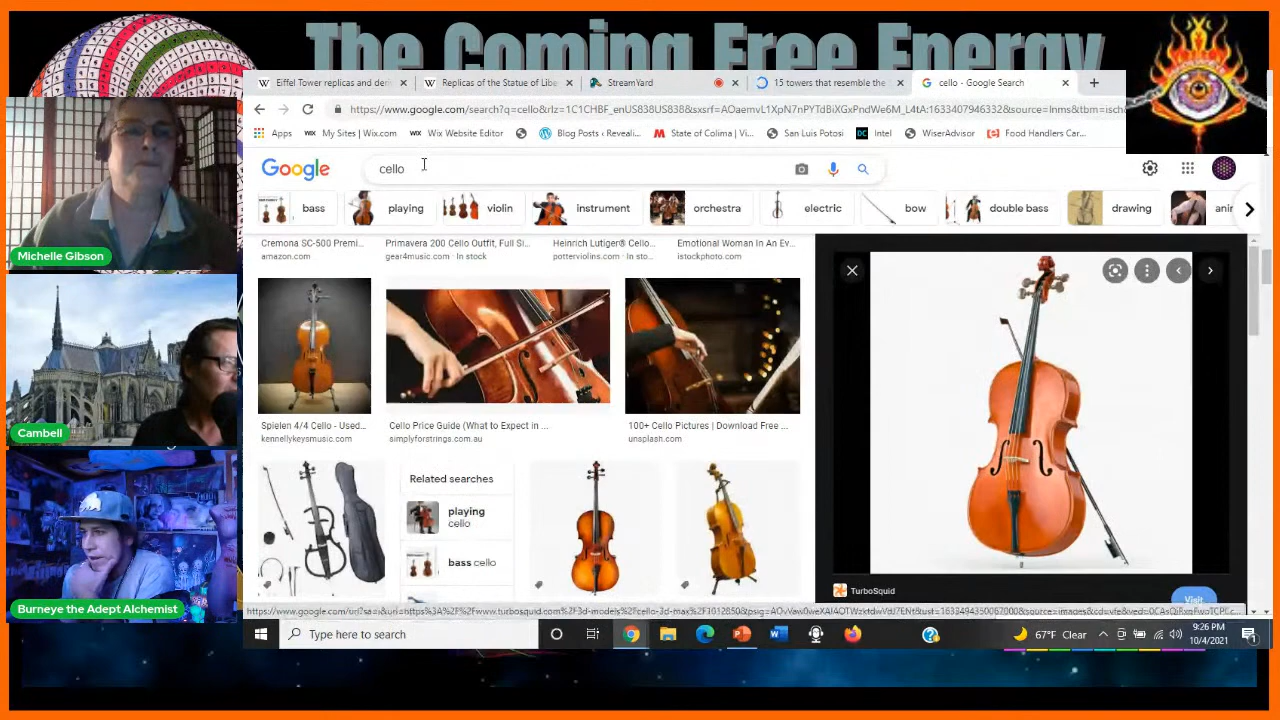 The Coming Free Energy
Eiffel Tower replicas and deri
Replicas of the Statue of Libe
StreamYard
15 towers that resemble the
cello - Google Search
Apps
My Sites | Wix.com
Wix Website Editor
Blog Posts ‹ Reveali...
State of Colima | Vi...
San Luis Potosi
Intel
WiserAdvisor
Food Handlers Car...
Google
cello
bass
playing
violin
instrument
orchestra
electric
bow
double bass
drawing
Cremona SC-500 Premi...
amazon.com
Primavera 200 Cello Outfit, Full Si...
gear4music.com · In stock
Heinrich Lutiger® Cello...
potterviolins.com · In sto...
Emotional Woman In An Ev...
istockphoto.com
Michelle Gibson
Spielen 4/4 Cello - Used...
kennellykeysmusic.com
Cello Price Guide (What to Expect in ...
simplyforstrings.com.au
100+ Cello Pictures | Download Free ...
unsplash.com
Cambell
Related searches
playing
cello
bass cello
TurboSquid
Visit
Burneye the Adept Alchemist
Type here to search
67°F Clear
9:26 PM
10/4/2021